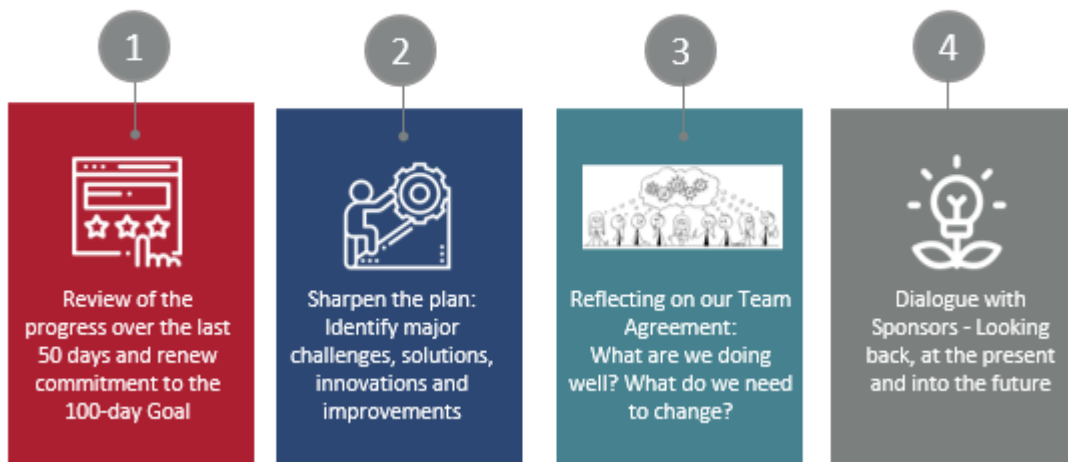 1
Review of the
progress over the last
50 days and renew
commitment to the
100-day Goal
2
Sharpen the plan:
Identify major
challenges, solutions,
innovations and
improvements
3
Reflecting on our Team
Agreement:
What are we doing
well? What do we need
to change?
4
Dialogue with
Sponsors - Looking
back, at the present
and into the future